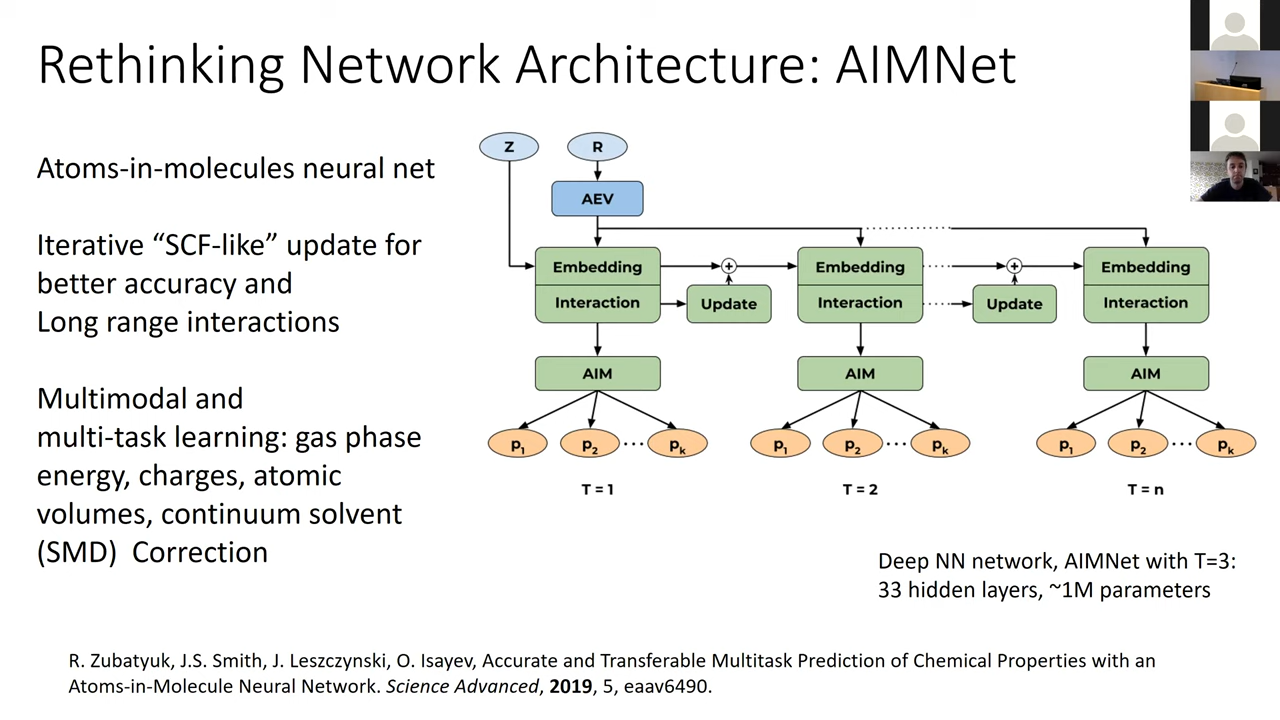 Rethinking Network Architecture: AIMNet
Atoms-in-molecules neural net
Iterative “SCF-like” update for
better accuracy and
Long range interactions
Multimodal and
multi-task learning: gas phase
energy, charges, atomic
volumes, continuum solvent
(SMD) Correction
Z R
AEV
Embedding + Embedding + Embedding
Interaction Update Interaction Update Interaction
AIM AIM AIM
p1 p2 ... pk p1 p2 ... pk p1 p2 ... pk
T = 1 T = 2 T = n
Deep NN network, AIMNet with T=3:
33 hidden layers, ~1M parameters
R. Zubatyuk, J.S. Smith, J. Leszczynski, O. Isayev, Accurate and Transferable Multitask Prediction of Chemical Properties with an
Atoms-in-Molecule Neural Network. Science Advanced, 2019, 5, eaav6490.